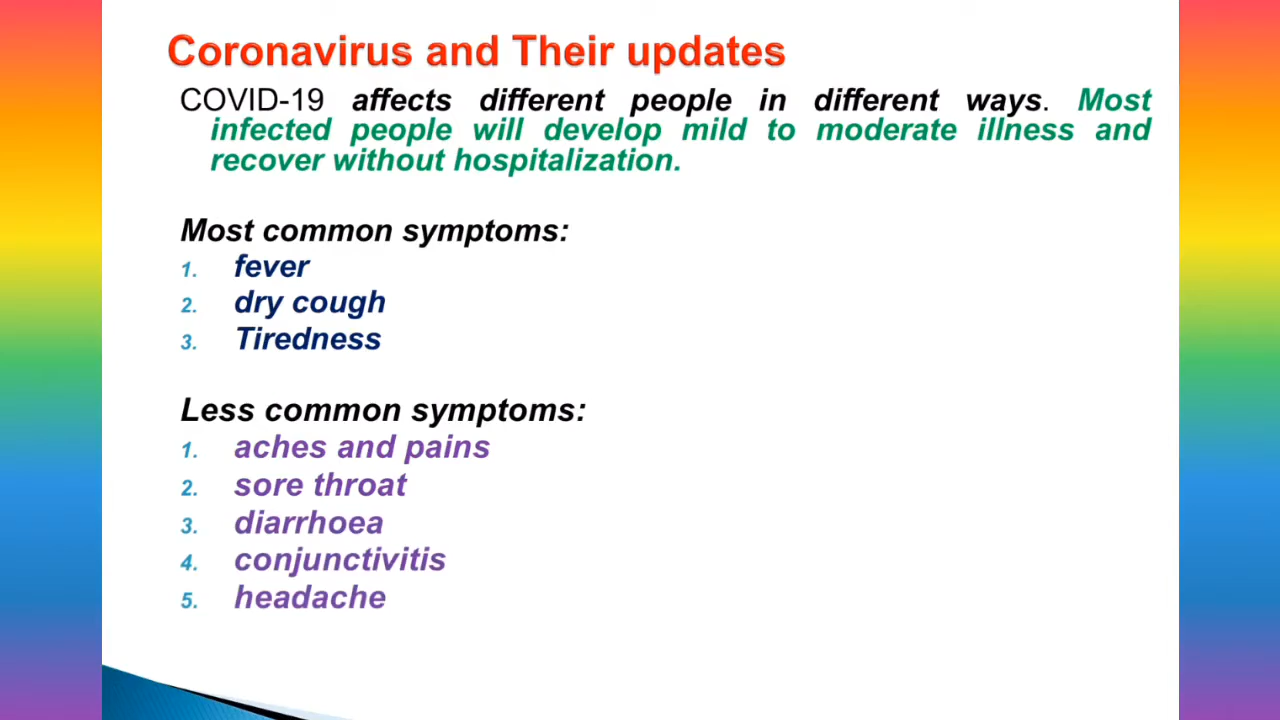 Coronavirus and Their updates
COVID-19 affects different people in different ways. Most
infected people will develop mild to moderate illness and
recover without hospitalization.
Most common symptoms:
1. fever
2. dry cough
3. Tiredness
Less common symptoms:
1. aches and pains
2. sore throat
3. diarrhoea
4. conjunctivitis
5. headache